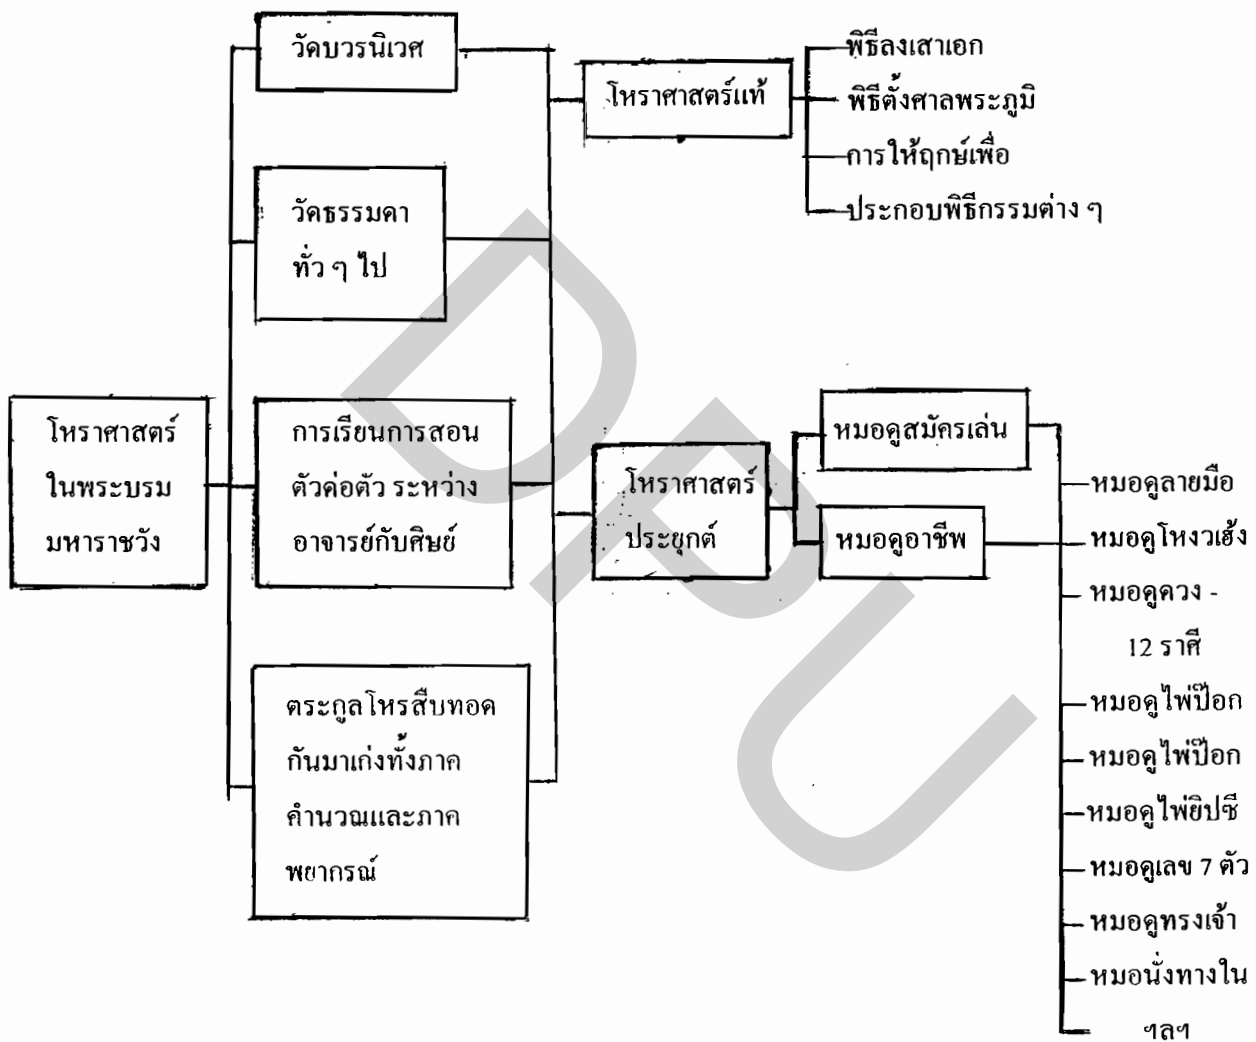 โหราศาสตร์
ในพระบรม
มหาราชวัง
วัดบวรนิเวศ
วัดธรรมดา
ทั่ว ๆ ไป
การเรียนการสอน
ตัวต่อตัว ระหว่าง
อาจารย์กับศิษย์
ตระกูลโหรสืบทอด
กันมาเก่งทั้งภาค
คำนวณและภาค
พยากรณ์
โหราศาสตร์แท้
พิธีลงเสาเอก
พิธีตั้งศาลพระภูมิ
การให้ฤกษ์เพื่อ
ประกอบพิธีกรรมต่าง ๆ
โหราศาสตร์
ประยุกต์
หมอดูสมัครเล่น
หมอดูอาชีพ
หมอดูลายมือ
หมอดูโหงวเฮ้ง
หมอดูดวง -
12 ราศี
หมอดูไพ่ป๊อก
หมอดูไพ่ป๊อก
หมอดูไพ่ยิปซี
หมอดูเลข 7 ตัว
หมอดูทรงเจ้า
หมอนั่งทางใน
ฯลฯ
DPU